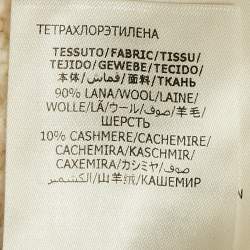 ТЕТРАХЛОРЭТИЛЕНА
TESSUTO/FABRIC/TISSU/
TEJIDO/GEWEBE/TECIDO/
本体/قماش/面料/ТКАНЬ
90% LANA/WOOL/LAINE/
WOLLE/LÃ/ウール/صوف/羊毛/
ШЕРСТЬ
10% CASHMERE/CACHEMIRE/
CACHEMIRA/KASCHMIR/
CAXEMIRA/カシミヤ/صوف
الكشمير/山羊绒/КАШЕМИР